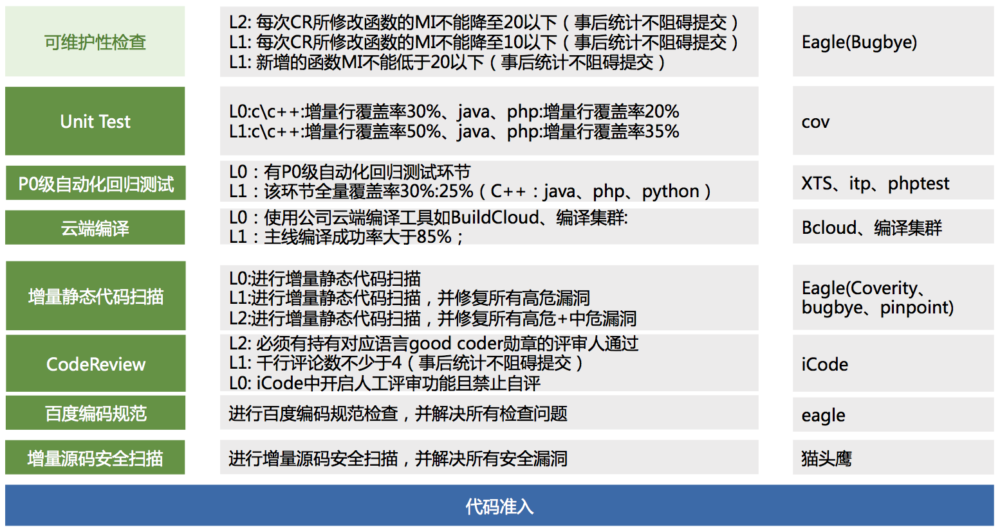 可维护性检查
L2: 每次CR所修改函数的MI不能降至20以下（事后统计不阻碍提交）
L1: 每次CR所修改函数的MI不能降至10以下（事后统计不阻碍提交）
L1: 新增的函数MI不能低于20以下（事后统计不阻碍提交）
Eagle(Bugbye)
Unit Test
L0:c\c++:增量行覆盖率30%、java、php:增量行覆盖率20%
L1:c\c++:增量行覆盖率50%、java、php:增量行覆盖率35%
cov
P0级自动化回归测试
L0：有P0级自动化回归测试环节
L1：该环节全量覆盖率30%:25%（C++：java、php、python）
XTS、itp、phptest
云端编译
L0：使用公司云端编译工具如BuildCloud、编译集群:
L1：主线编译成功率大于85%；
Bcloud、编译集群
增量静态代码扫描
L0:进行增量静态代码扫描
L1:进行增量静态代码扫描，并修复所有高危漏洞
L2:进行增量静态代码扫描，并修复所有高危+中危漏洞
Eagle(Coverity、
bugbye、pinpoint)
CodeReview
L2: 必须有持有对应语言good coder勋章的评审人通过
L1: 千行评论数不少于4（事后统计不阻碍提交）
L0: iCode中开启人工评审功能且禁止自评
iCode
百度编码规范
进行百度编码规范检查，并解决所有检查问题
eagle
增量源码安全扫描
进行增量源码安全扫描，并解决所有安全漏洞
猫头鹰
代码准入